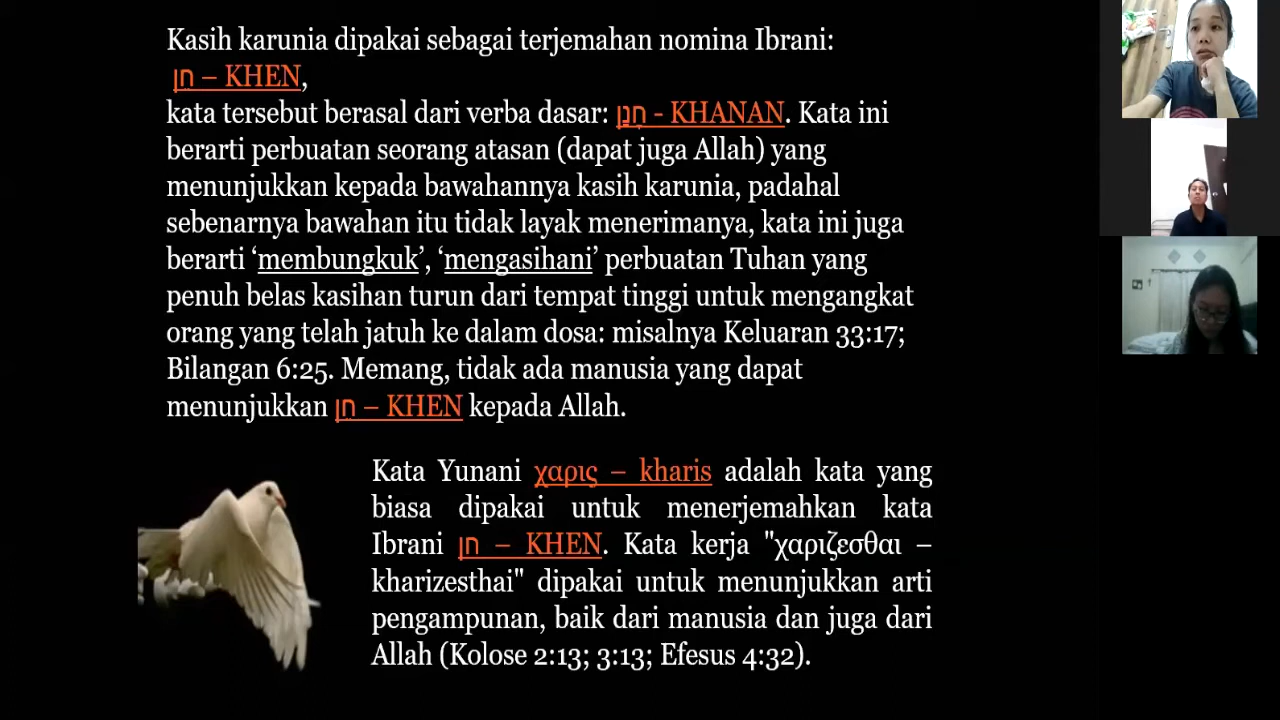 Kasih karunia dipakai sebagai terjemahan nomina Ibrani:
חֵן – KHEN,
kata tersebut berasal dari verba dasar: חָנַן - KHANAN. Kata ini
berarti perbuatan seorang atasan (dapat juga Allah) yang
menunjukkan kepada bawahannya kasih karunia, padahal
sebenarnya bawahan itu tidak layak menerimanya, kata ini juga
berarti ‘membungkuk’, ‘mengasihani’ perbuatan Tuhan yang
penuh belas kasihan turun dari tempat tinggi untuk mengangkat
orang yang telah jatuh ke dalam dosa: misalnya Keluaran 33:17;
Bilangan 6:25. Memang, tidak ada manusia yang dapat
menunjukkan חֵן – KHEN kepada Allah.
Kata Yunani χαρις – kharis adalah kata yang
biasa dipakai untuk menerjemahkan kata
Ibrani חן – KHEN. Kata kerja "χαριζεσθαι –
kharizesthai" dipakai untuk menunjukkan arti
pengampunan, baik dari manusia dan juga dari
Allah (Kolose 2:13; 3:13; Efesus 4:32).